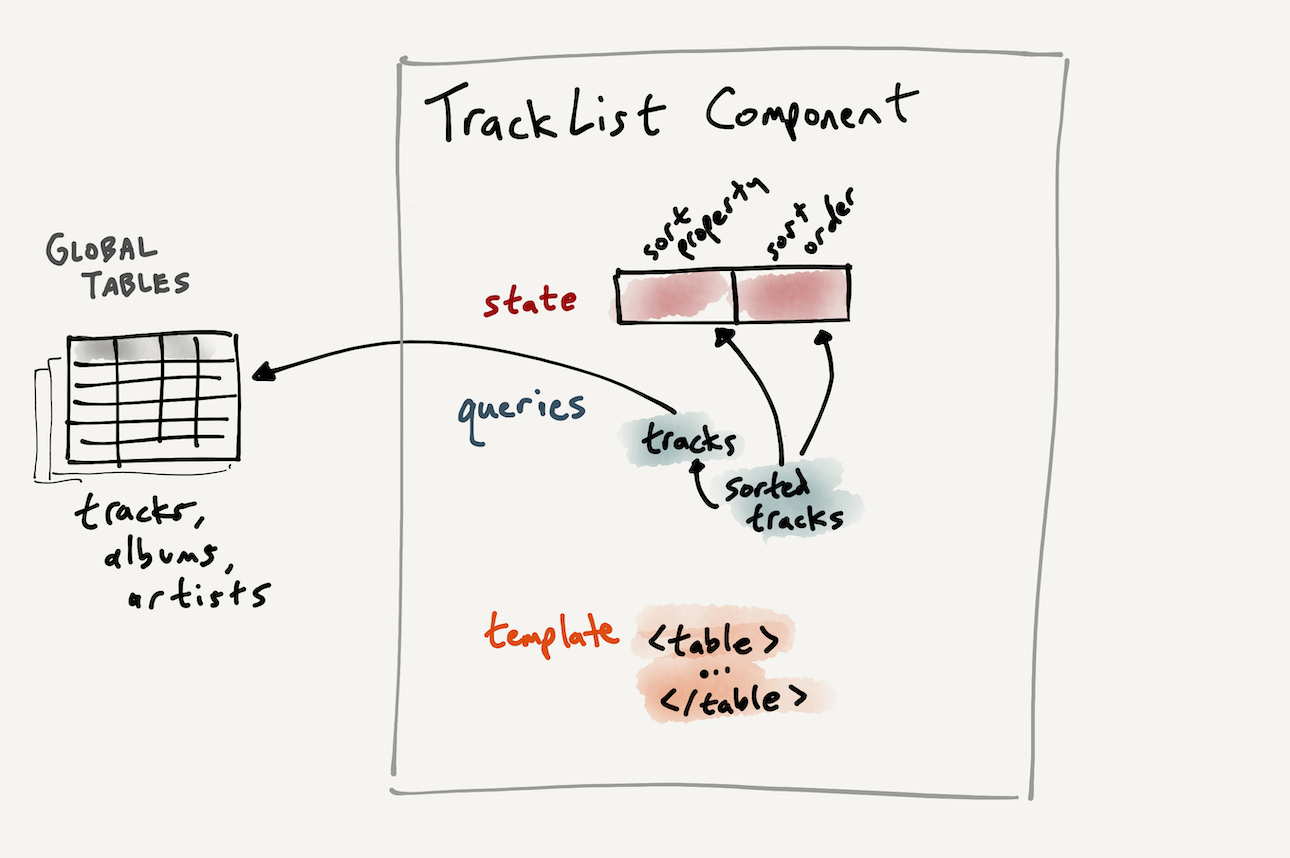 TrackList Component
sort
property
sort
order
GLOBAL
TABLES
state
queries
tracks
sorted
tracks
tracks,
albums,
artists
template
<table>
...
</table>